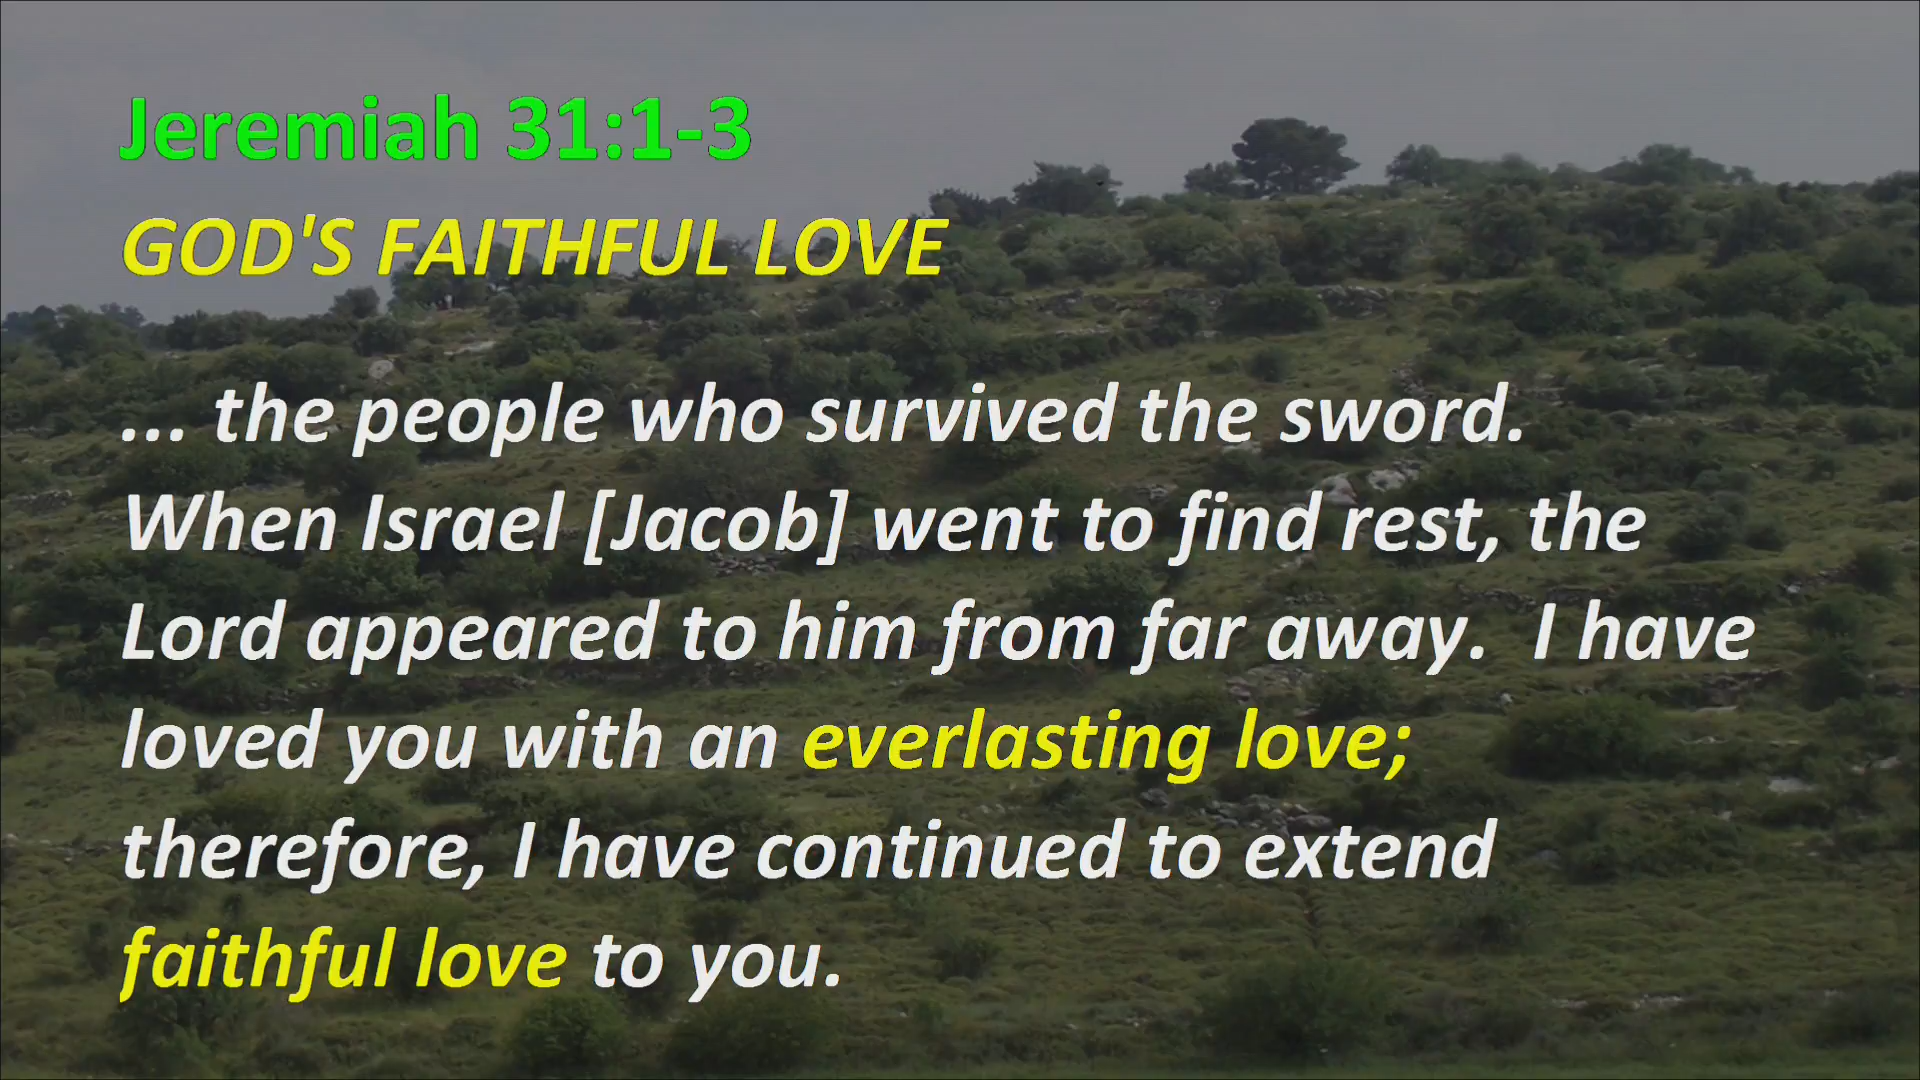 Jeremiah 31:1-3
GOD'S FAITHFUL LOVE
... the people who survived the sword.
When Israel [Jacob] went to find rest, the
Lord appeared to him from far away.  I have
loved you with an everlasting love;
therefore, I have continued to extend
faithful love to you.